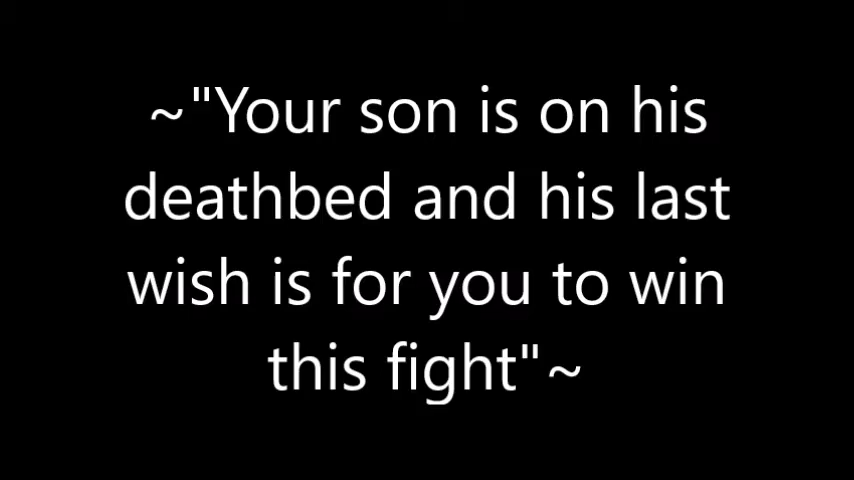 ~"Your son is on his
deathbed and his last
wish is for you to win
this fight"~